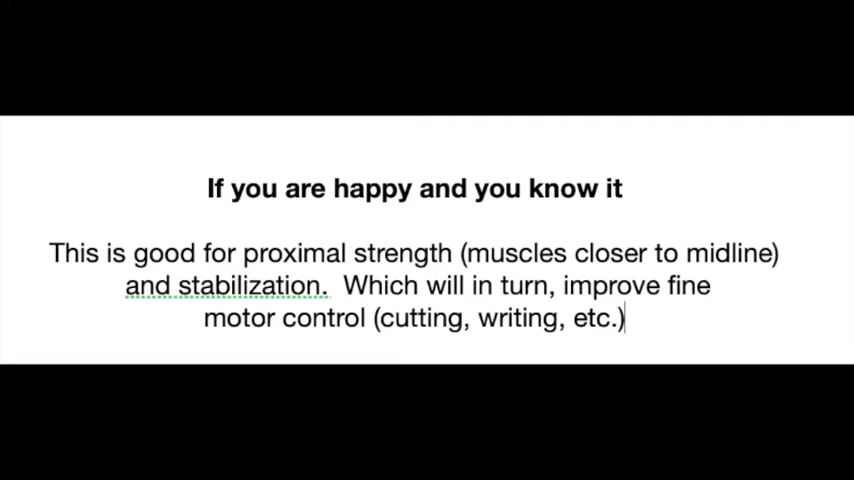 If you are happy and you know it
This is good for proximal strength (muscles closer to midline)
and stabilization.  Which will in turn, improve fine
motor control (cutting, writing, etc.)